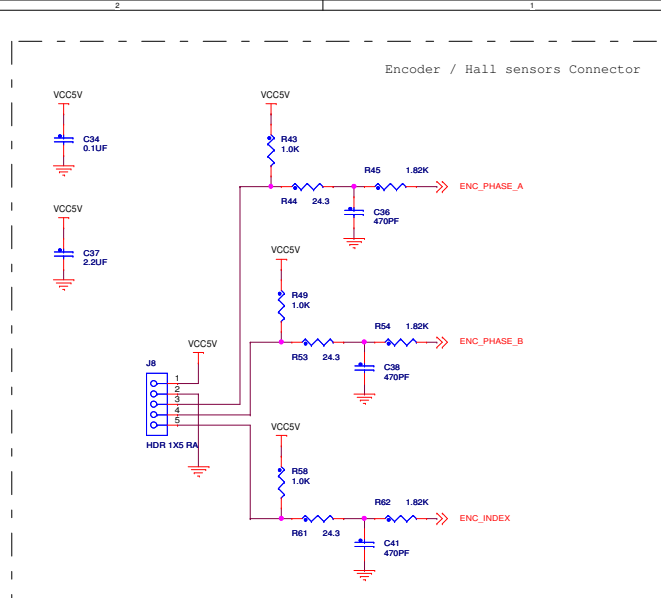 2
1
Encoder / Hall sensors Connector
VCC5V
C34
0.1UF
VCC5V
C37
2.2UF
VCC5V
R43
1.0K
R44 24.3
R45 1.82K
C36
470PF
ENC_PHASE_A
VCC5V
R49
1.0K
R53 24.3
R54 1.82K
C38
470PF
ENC_PHASE_B
VCC5V
J8
1
2
3
4
5
HDR 1X5 RA
VCC5V
R58
1.0K
R61 24.3
R62 1.82K
C41
470PF
ENC_INDEX